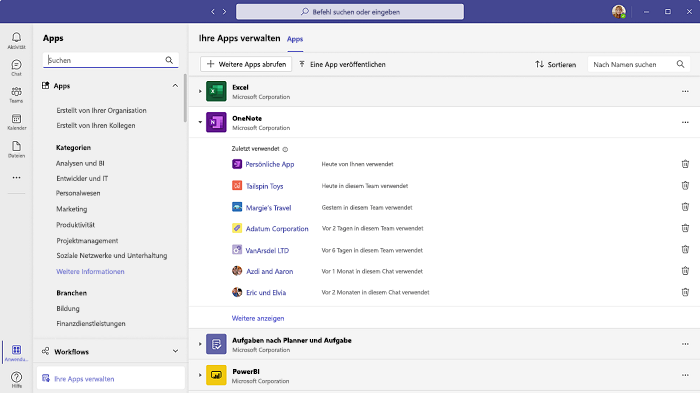 Befehl suchen oder eingeben
Aktivität
Chat
Teams
Kalender
Dateien
Anwendu...
Hilfe
Apps
Suchen
Apps
Erstellt von Ihrer Organisation
Erstellt von Ihren Kollegen
Kategorien
Analysen und BI
Entwickler und IT
Personalwesen
Marketing
Produktivität
Projektmanagement
Soziale Netzwerke und Unterhaltung
Weitere Informationen
Branchen
Bildung
Finanzdienstleistungen
Workflows
Ihre Apps verwalten
Ihre Apps verwalten Apps
Weitere Apps abrufen Eine App veröffentlichen Sortieren Nach Namen suchen
Excel
Microsoft Corporation
OneNote
Microsoft Corporation
Zuletzt verwendet
Persönliche App Heute von Ihnen verwendet
Tailspin Toys Heute in diesem Team verwendet
Margie's Travel Gestern in diesem Team verwendet
Adatum Corporation Vor 2 Tagen in diesem Team verwendet
VanArsdel LTD Vor 6 Tagen in diesem Team verwendet
Azdi and Aaron Vor 1 Monat in diesem Chat verwendet
Eric und Elvia Vor 2 Monaten in diesem Chat verwendet
Weitere anzeigen
Aufgaben nach Planner und Aufgabe
Microsoft Corporation
PowerBI
Microsoft Corporation